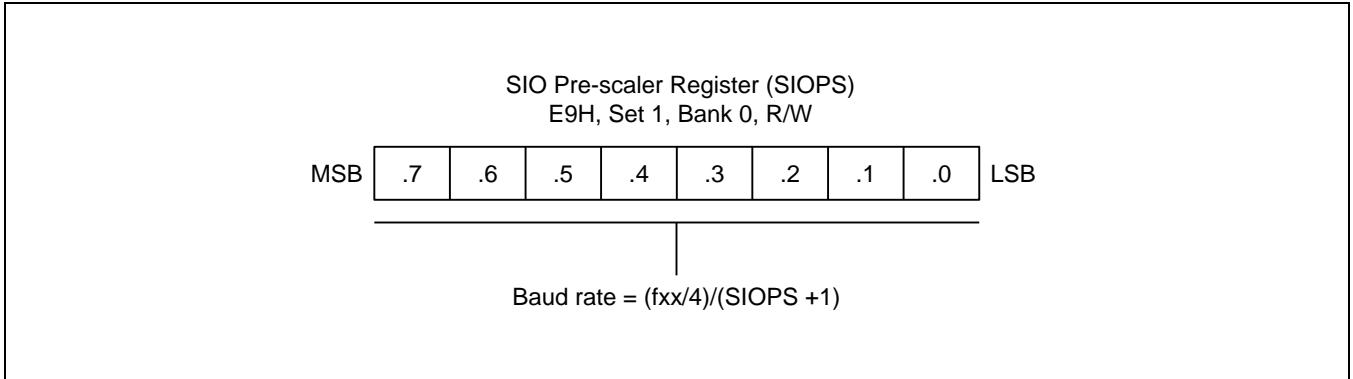 SIO Pre-scaler Register (SIOPS)
E9H, Set 1, Bank 0, R/W
MSB .7 .6 .5 .4 .3 .2 .1 .0 LSB
Baud rate = (fxx/4)/(SIOPS +1)